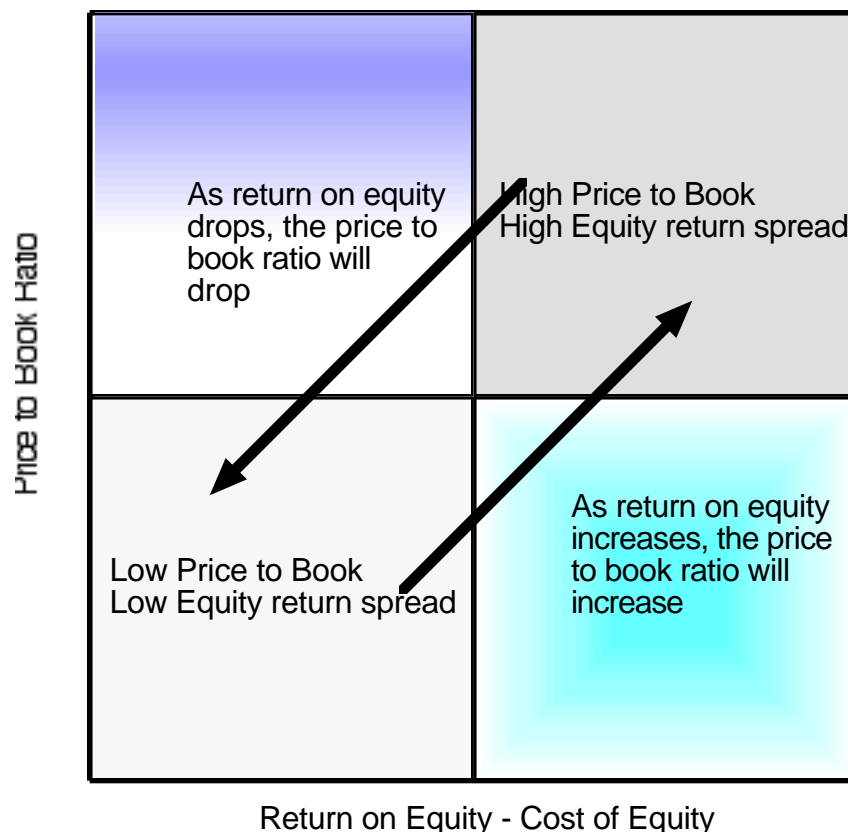 As return on equity
drops, the price to
book ratio will
drop
High Price to Book
High Equity return spread
Price to Book Ratio
Low Price to Book
Low Equity return spread
As return on equity
increases, the price
to book ratio will
increase
Return on Equity - Cost of Equity